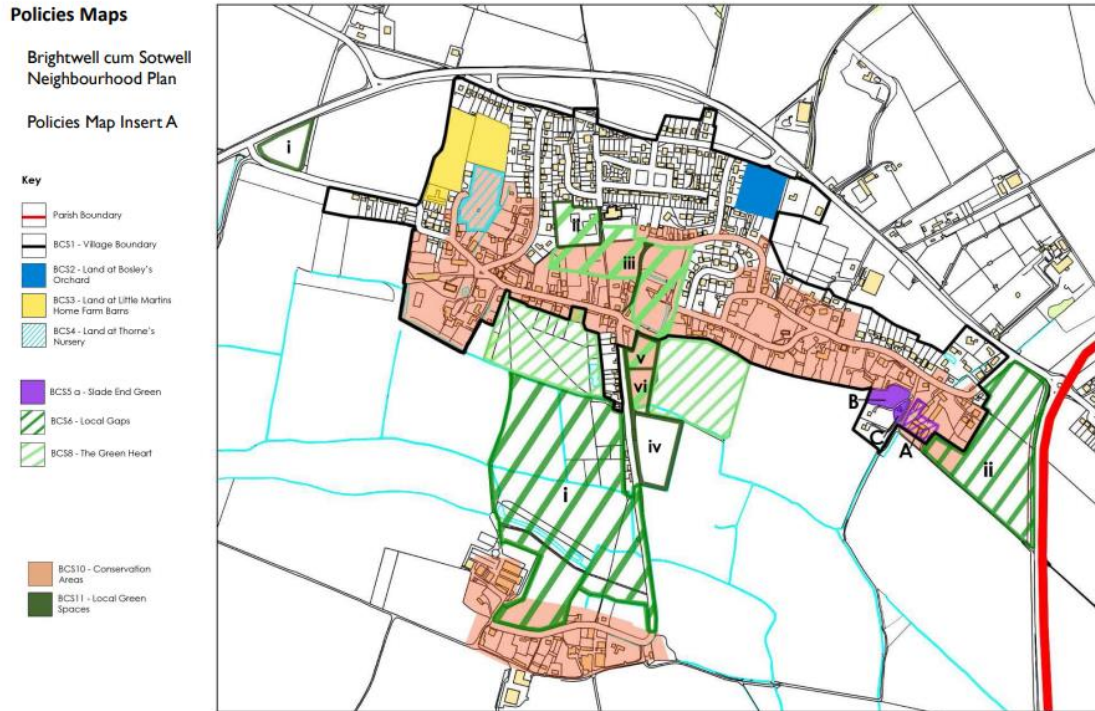 Policies Maps
Brightwell cum Sotwell
Neighbourhood Plan
Policies Map Insert A
Key
Parish Boundary
BCS1 - Village Boundary
BCS2 - Land at Bosley's
Orchard
BCS3 - Land at Little Martins
Home Farm Barns
BCS4 - Land at Thorne's
Nursery
BCS5 a - Slade End Green
BCS6 - Local Gaps
BCS8 - The Green Heart
BCS10 - Conservation
Areas
BCS11 - Local Green
Spaces
i
ii
iii
v
vi
iv
i
B
C
A
ii